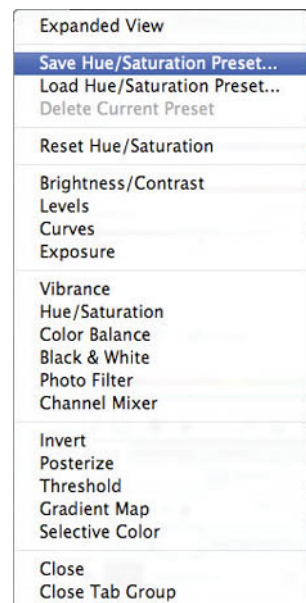 Expanded View
Save Hue/Saturation Preset...
Load Hue/Saturation Preset...
Delete Current Preset
Reset Hue/Saturation
Brightness/Contrast
Levels
Curves
Exposure
Vibrance
Hue/Saturation
Color Balance
Black & White
Photo Filter
Channel Mixer
Invert
Posterize
Threshold
Gradient Map
Selective Color
Close
Close Tab Group